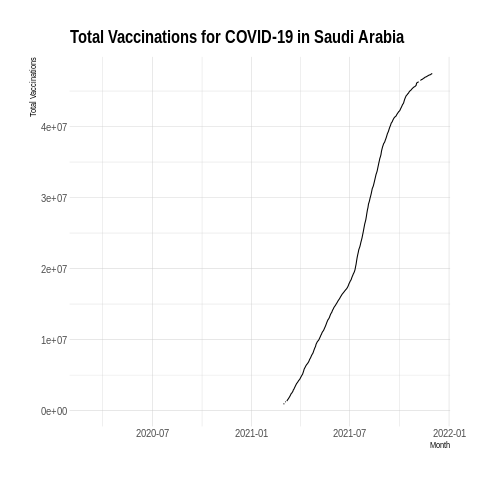 Total Vaccinations for COVID-19 in Saudi Arabia
Total Vaccinations
4e+07
3e+07
2e+07
1e+07
0e+00
2020-07
2021-01
2021-07
2022-01
Month